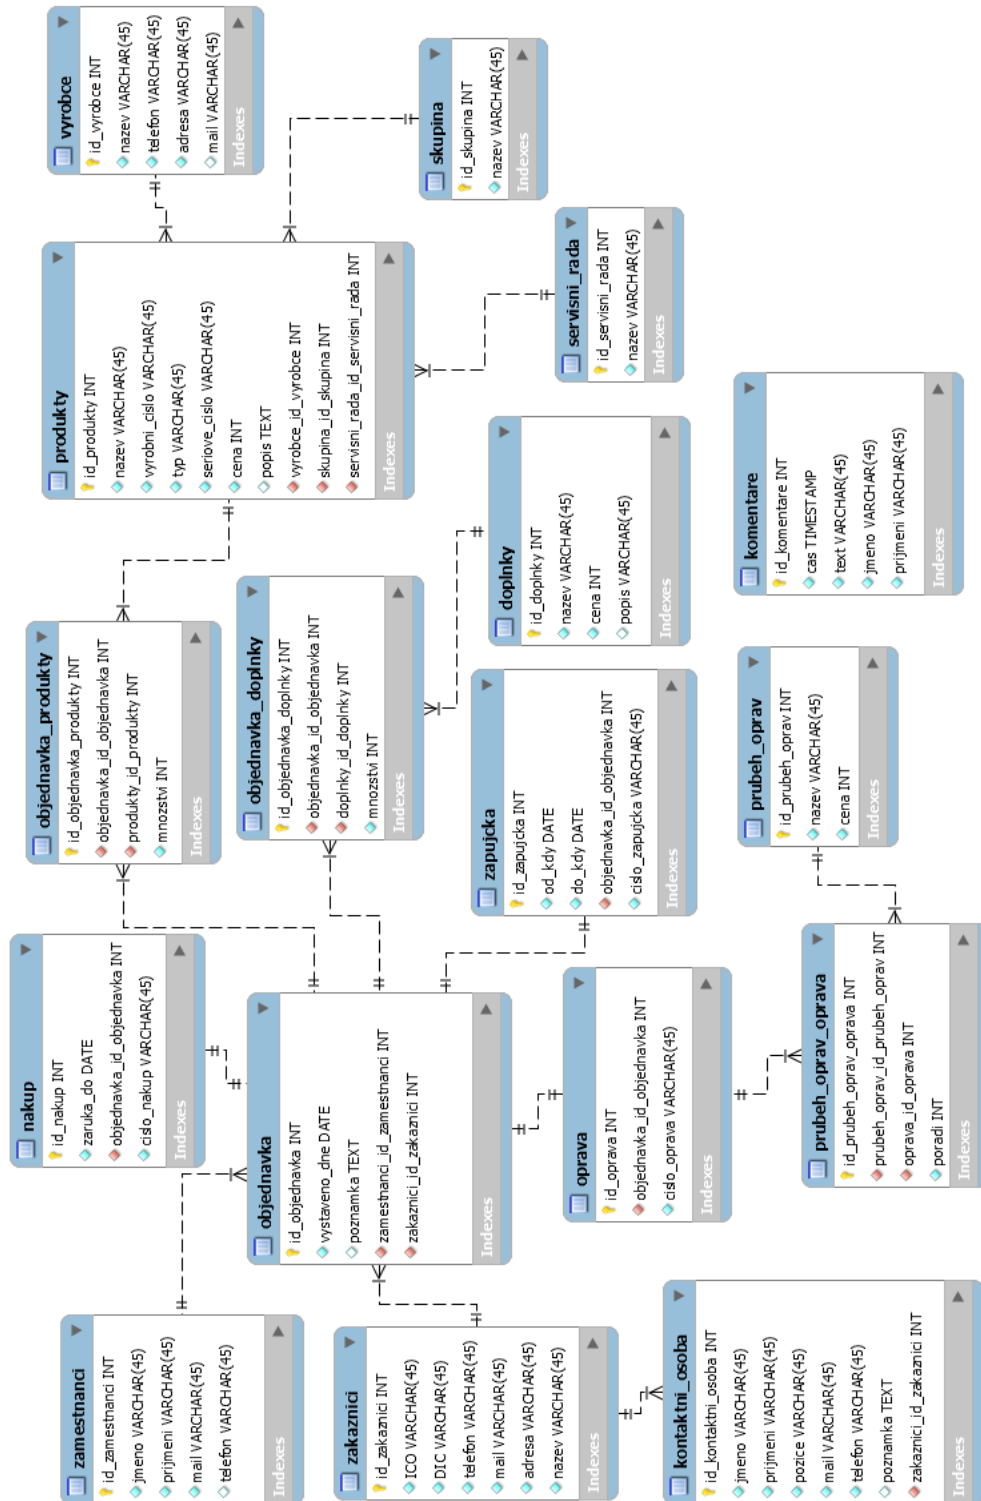 zamestnanci
id_zamestnanci INT
jmeno VARCHAR(45)
prijmeni VARCHAR(45)
mail VARCHAR(45)
telefon VARCHAR(45)
Indexes
nakup
id_nakup INT
zaruka_do DATE
objednavka_id_objednavka INT
cislo_nakup VARCHAR(45)
Indexes
objednavka_produkty
id_objednavka_produkty INT
objednavka_id_objednavka INT
produkty_id_produkty INT
mnozstvi INT
Indexes
produkty
id_produkty INT
nazev VARCHAR(45)
vyrobni_cislo VARCHAR(45)
typ VARCHAR(45)
seriove_cislo VARCHAR(45)
cena INT
popis TEXT
vyrobce_id_vyrobce INT
skupina_id_skupina INT
servisni_rada_id_servisni_rada INT
Indexes
vyrobce
id_vyrobce INT
nazev VARCHAR(45)
telefon VARCHAR(45)
adresa VARCHAR(45)
mail VARCHAR(45)
Indexes
zakaznici
id_zakaznici INT
ICO VARCHAR(45)
DIC VARCHAR(45)
telefon VARCHAR(45)
mail VARCHAR(45)
adresa VARCHAR(45)
nazev VARCHAR(45)
Indexes
objednavka
id_objednavka INT
vystaveno_dne DATE
poznamka TEXT
zamestnanci_id_zamestnanci INT
zakaznici_id_zakaznici INT
Indexes
objednavka_doplnky
id_objednavka_doplnky INT
objednavka_id_objednavka INT
doplnky_id_doplnky INT
mnozstvi INT
Indexes
skupina
id_skupina INT
nazev VARCHAR(45)
Indexes
zapujcka
id_zapujcka INT
od_kdy DATE
do_kdy DATE
objednavka_id_objednavka INT
cislo_zapujcka VARCHAR(45)
Indexes
doplnky
id_doplnky INT
nazev VARCHAR(45)
cena INT
popis VARCHAR(45)
Indexes
servisni_rada
id_servisni_rada INT
nazev VARCHAR(45)
Indexes
oprava
id_oprava INT
objednavka_id_objednavka INT
cislo_oprava VARCHAR(45)
Indexes
kontaktni_osoba
id_kontaktni_osoba INT
jmeno VARCHAR(45)
prijmeni VARCHAR(45)
pozice VARCHAR(45)
mail VARCHAR(45)
telefon VARCHAR(45)
poznamka TEXT
zakaznici_id_zakaznici INT
Indexes
prubeh_oprav_oprava
id_prubeh_oprav_oprava INT
prubeh_oprav_id_prubeh_oprav INT
oprava_id_oprava INT
poradi INT
Indexes
prubeh_oprav
id_prubeh_oprav INT
nazev VARCHAR(45)
cena INT
Indexes
komentare
id_komentare INT
cas TIMESTAMP
text VARCHAR(45)
jmeno VARCHAR(45)
prijmeni VARCHAR(45)
Indexes